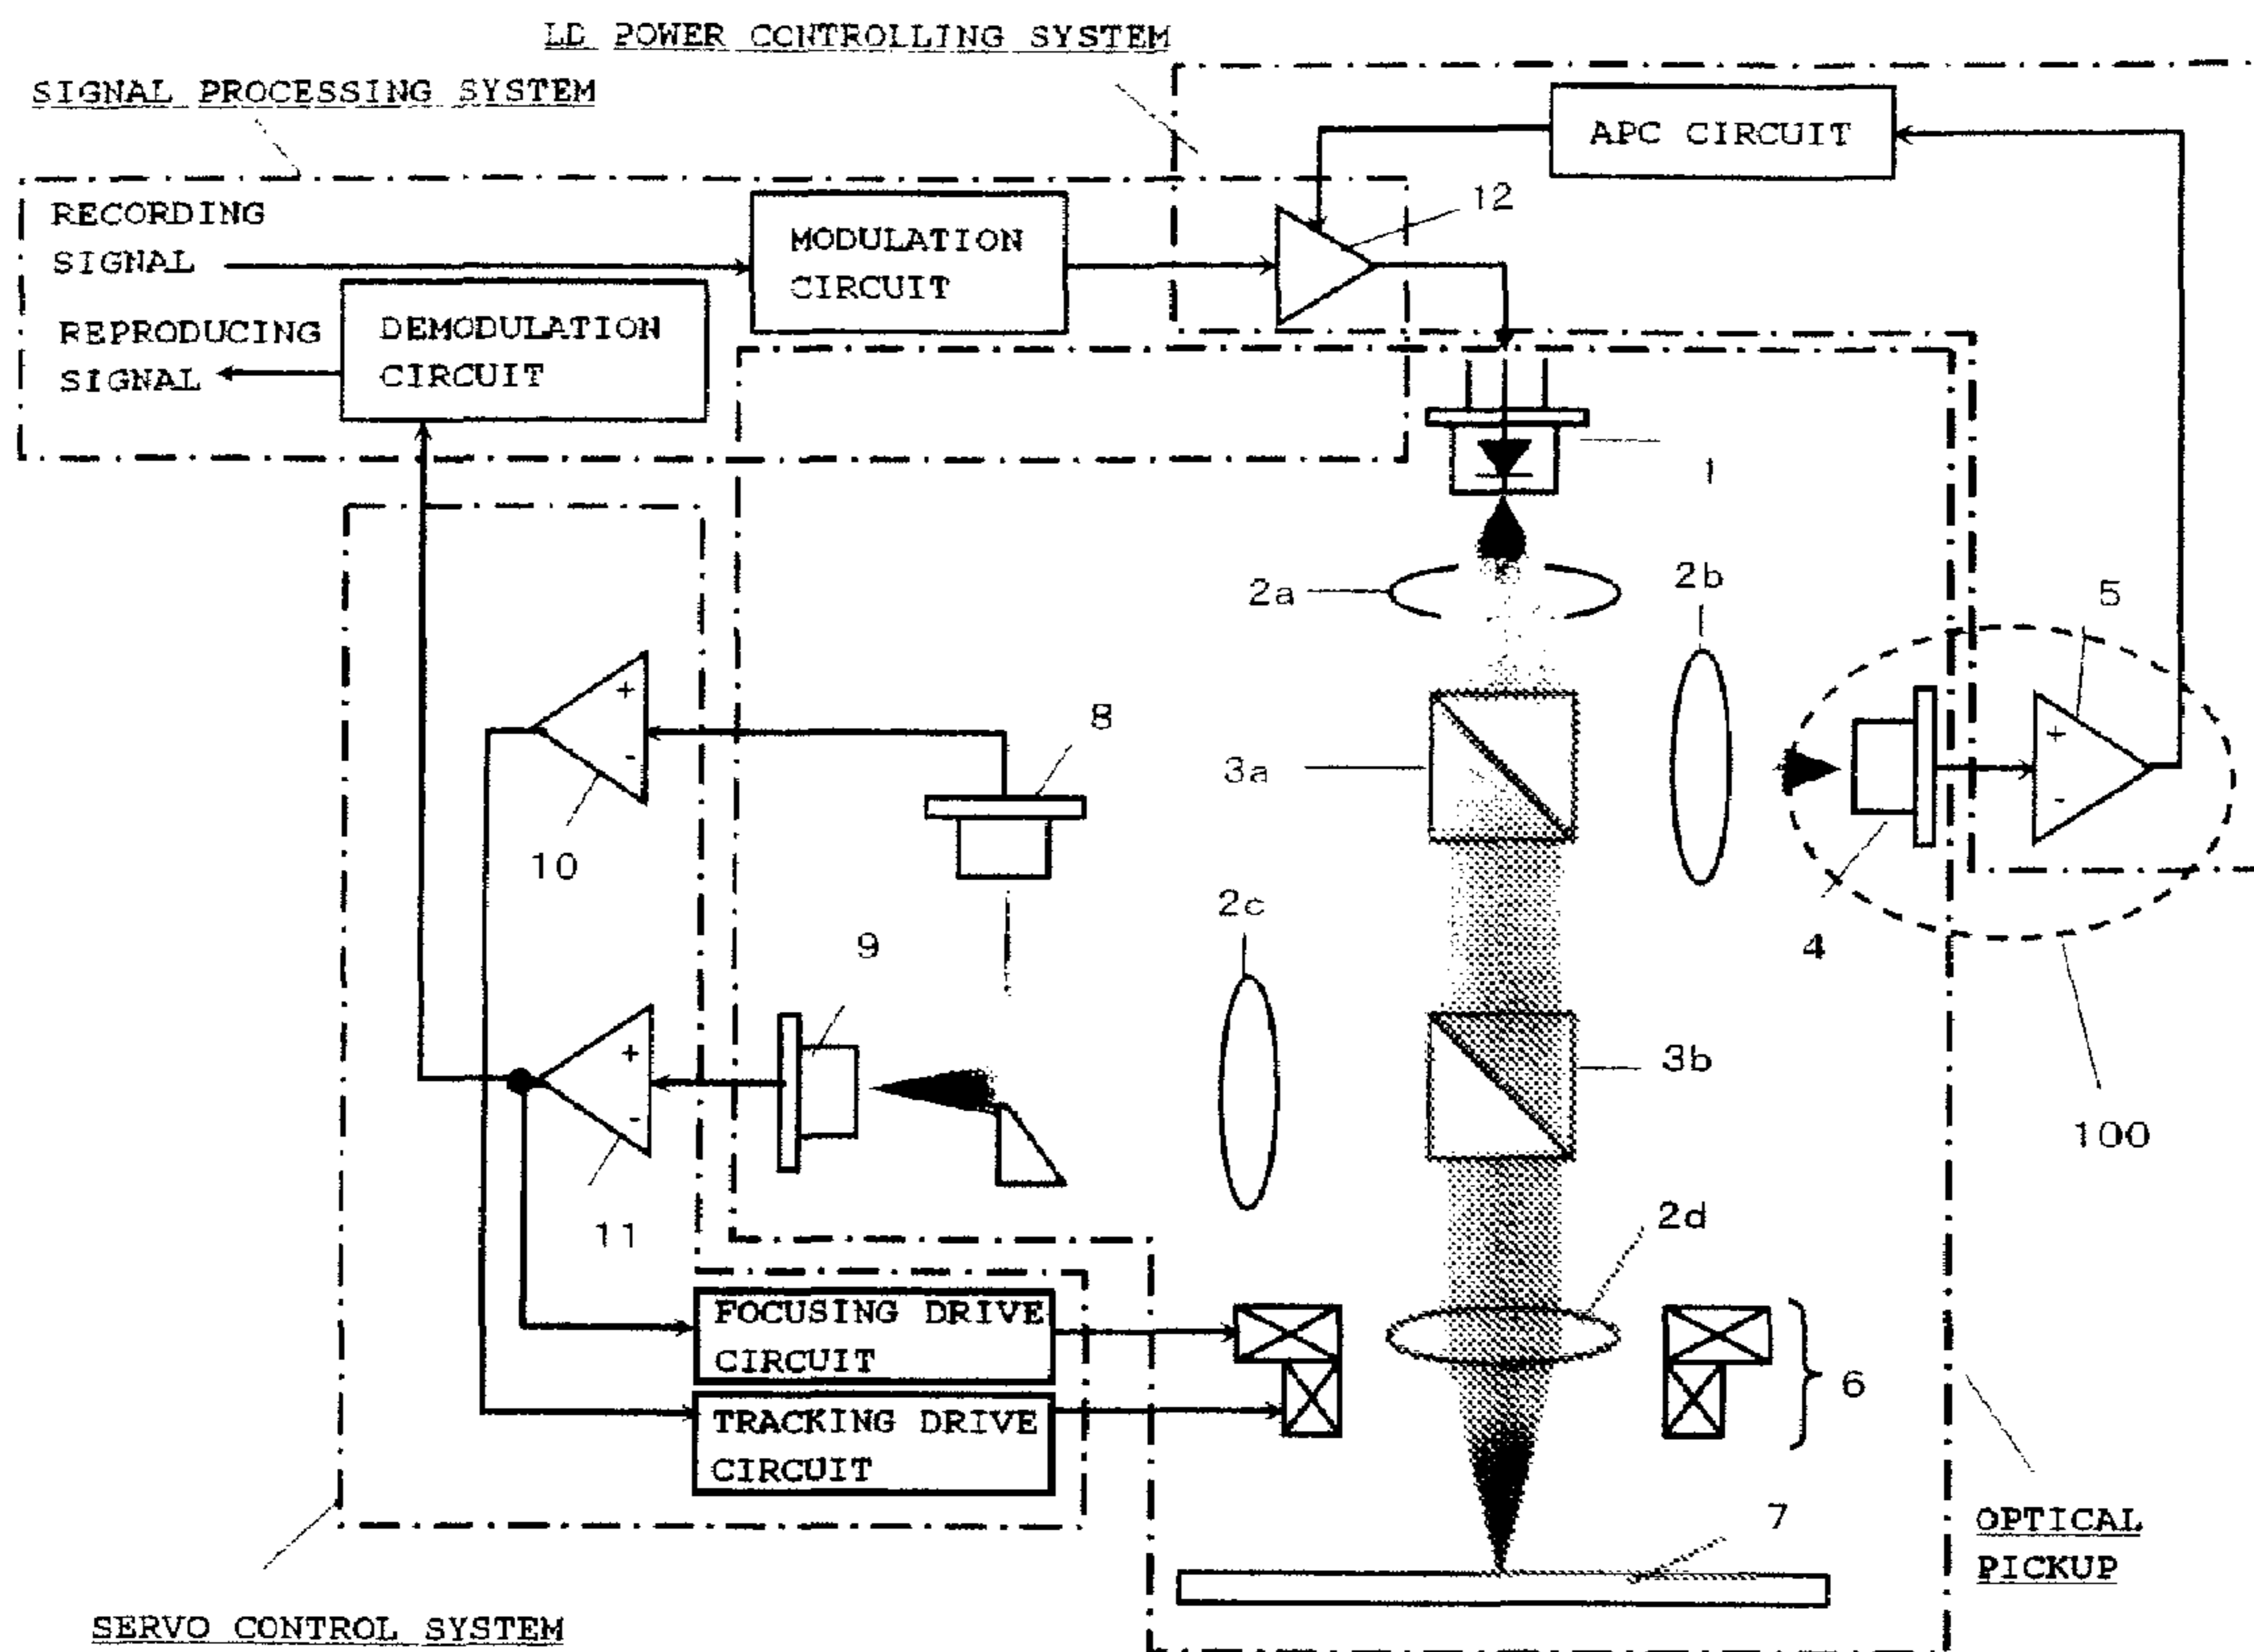 LD POWER CONTROLLING SYSTEM
SIGNAL PROCESSING SYSTEM
APC CIRCUIT
RECORDING
SIGNAL
MODULATION
CIRCUIT
12
REPRODUCING
SIGNAL
DEMODULATION
CIRCUIT
1
2a
2b
5
+
-
10
8
3a
+
-
4
2c
9
100
+
-
11
3b
2d
FOCUSING DRIVE
CIRCUIT
TRACKING DRIVE
CIRCUIT
6
7
OPTICAL
PICKUP
SERVO CONTROL SYSTEM